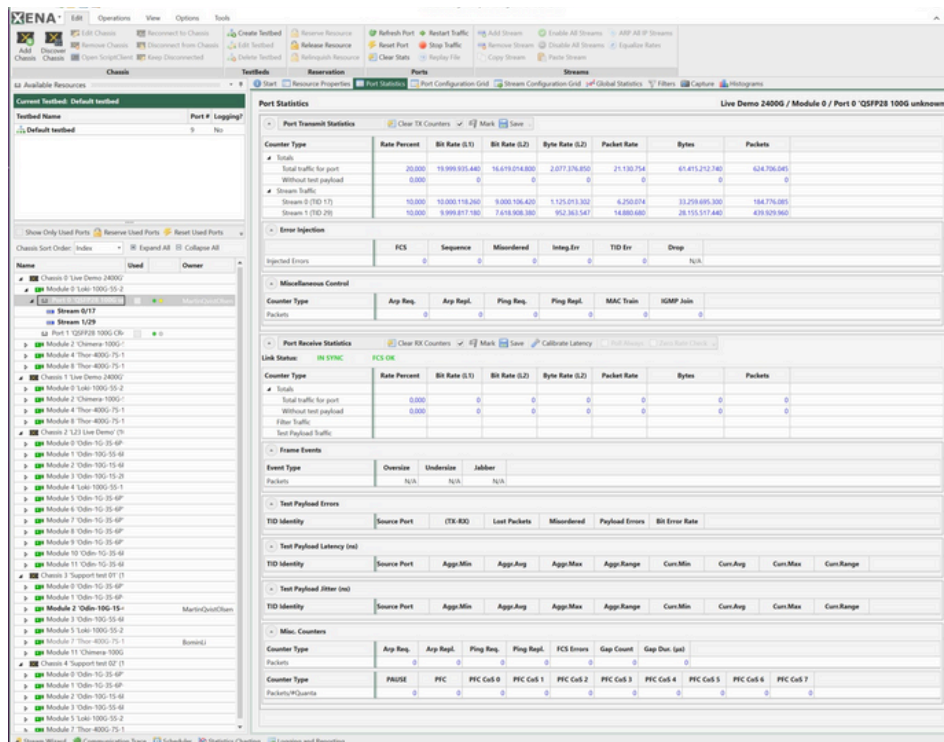 XENA
Edit Operations View Options Tools
Add Chassis
Discover Chassis
Edit Chassis
Remove Chassis
Open ScriptClient
Reconnect to Chassis
Disconnect from Chassis
Keep Disconnected
Chassis
Create Testbed
Edit Testbed
Delete Testbed
TestBeds
Reserve Resource
Release Resource
Relinquish Resource
Reservation
Refresh Port
Reset Port
Clear Stats
Restart Traffic
Stop Traffic
Replay File
Ports
Add Stream
Remove Stream
Copy Stream
Enable All Streams
Disable All Streams
Paste Stream
ARP All IP Streams
Equalize Rates
Streams
Available Resources
Current Testbed: Default testbed
Testbed Name Port # Logging?
Default testbed 9 No
Show Only Used Ports Reserve Used Ports Reset Used Ports
Chassis Sort Order: Index Expand All Collapse All
Name Used Owner
Chassis 0 'Live Demo 2400G'
Module 0 'Loki-100G-5S-2
Port 0 'QSFP28 100G MartinQvistOlsen
Stream 0/17
Stream 1/29
Port 1 'QSFP28 100G CR
Module 2 'Chimera-100G-
Module 4 'Thor-400G-7S-1
Module 8 'Thor-400G-7S-1
Chassis 1 'Live Demo 2400G'
Module 0 'Loki-100G-5S-2
Module 2 'Chimera-100G-
Module 4 'Thor-400G-7S-1
Module 8 'Thor-400G-7S-1
Chassis 2 'L23 Live Demo'
Module 0 'Odin-1G-3S-6P'
Module 1 'Odin-10G-5S-6
Module 2 'Odin-10G-1S-6
Module 3 'Odin-10G-1S-2
Module 4 'Loki-100G-5S-1
Module 5 'Odin-1G-3S-6P'
Module 6 'Odin-1G-3S-6P'
Module 7 'Odin-1G-3S-6P'
Module 8 'Odin-1G-3S-6P'
Module 9 'Odin-1G-3S-6P'
Module 10 'Odin-1G-3S-6P'
Module 11 'Odin-1G-3S-6
Chassis 3 'Support test 01' (1
Module 0 'Odin-1G-3S-6P'
Module 1 'Odin-1G-3S-6P'
Module 2 'Odin-10G-1S- MartinQvistOlsen
Module 3 'Odin-10G-5S-6
Module 5 'Loki-100G-5S-2
Module 7 'Thor-400G-7S-1 BominLi
Module 11 'Chimera-100G
Chassis 4 'Support test 02' (1
Module 0 'Odin-1G-3S-6P'
Module 1 'Odin-1G-3S-6P'
Module 2 'Odin-10G-1S-6
Module 3 'Odin-10G-5S-6
Module 5 'Loki-100G-5S-2
Module 7 'Thor-400G-7S-1
Start Resource Properties Port Statistics Port Configuration Grid Stream Configuration Grid Global Statistics Filters Capture Histograms
Port Statistics Live Demo 2400G / Module 0 / Port 0 'QSFP28 100G unknown
Port Transmit Statistics Clear TX Counters Mark Save
Counter Type Rate Percent Bit Rate (L1) Bit Rate (L2) Byte Rate (L2) Packet Rate Bytes Packets
Totals
Total traffic for port 20,000 19.999.935.440 16.619.014.800 2.077.376.850 21.130.754 61.415.212.740 624.706.045
Without test payload 0,000 0 0 0 0 0 0
Stream Traffic
Stream 0 (TID 17) 10,000 10.000.118.260 9.000.106.420 1.125.013.302 6.250.074 33.259.695.300 184.776.085
Stream 1 (TID 29) 10,000 9.999.817.180 7.618.908.380 952.363.547 14.880.680 28.155.517.440 439.929.960
Error Injection
FCS Sequence Misordered Integ.Err TID Err Drop
Injected Errors 0 0 0 0 0 N/A
Miscellaneous Control
Counter Type Arp Req. Arp Repl. Ping Req. Ping Repl. MAC Train IGMP Join
Packets 0 0 0 0 0 0
Port Receive Statistics Clear RX Counters Mark Save Calibrate Latency
Link Status: IN SYNC FCS OK
Counter Type Rate Percent Bit Rate (L1) Bit Rate (L2) Byte Rate (L2) Packet Rate Bytes Packets
Totals
Total traffic for port 0,000 0 0 0 0 0 0
Without test payload 0,000 0 0 0 0 0 0
Filter Traffic
Test Payload Traffic
Frame Events
Event Type Oversize Undersize Jabber
Packets N/A N/A N/A
Test Payload Errors
TID Identity Source Port (TX-RX) Lost Packets Misordered Payload Errors Bit Error Rate
Test Payload Latency (ns)
TID Identity Source Port Aggr.Min Aggr.Avg Aggr.Max Aggr.Range Curr.Min Curr.Avg Curr.Max Curr.Range
Test Payload Jitter (ns)
TID Identity Source Port Aggr.Min Aggr.Avg Aggr.Max Aggr.Range Curr.Min Curr.Avg Curr.Max Curr.Range
Misc. Counters
Counter Type Arp Req. Arp Repl. Ping Req. Ping Repl. FCS Errors Gap Count Gap Dur. (µs)
Packets 0 0 0 0 0 0 0
Counter Type PAUSE PFC PFC CoS 0 PFC CoS 1 PFC CoS 2 PFC CoS 3 PFC CoS 4 PFC CoS 5 PFC CoS 6 PFC CoS 7
Packets/#Quanta 0 0 0 0 0 0 0 0 0 0